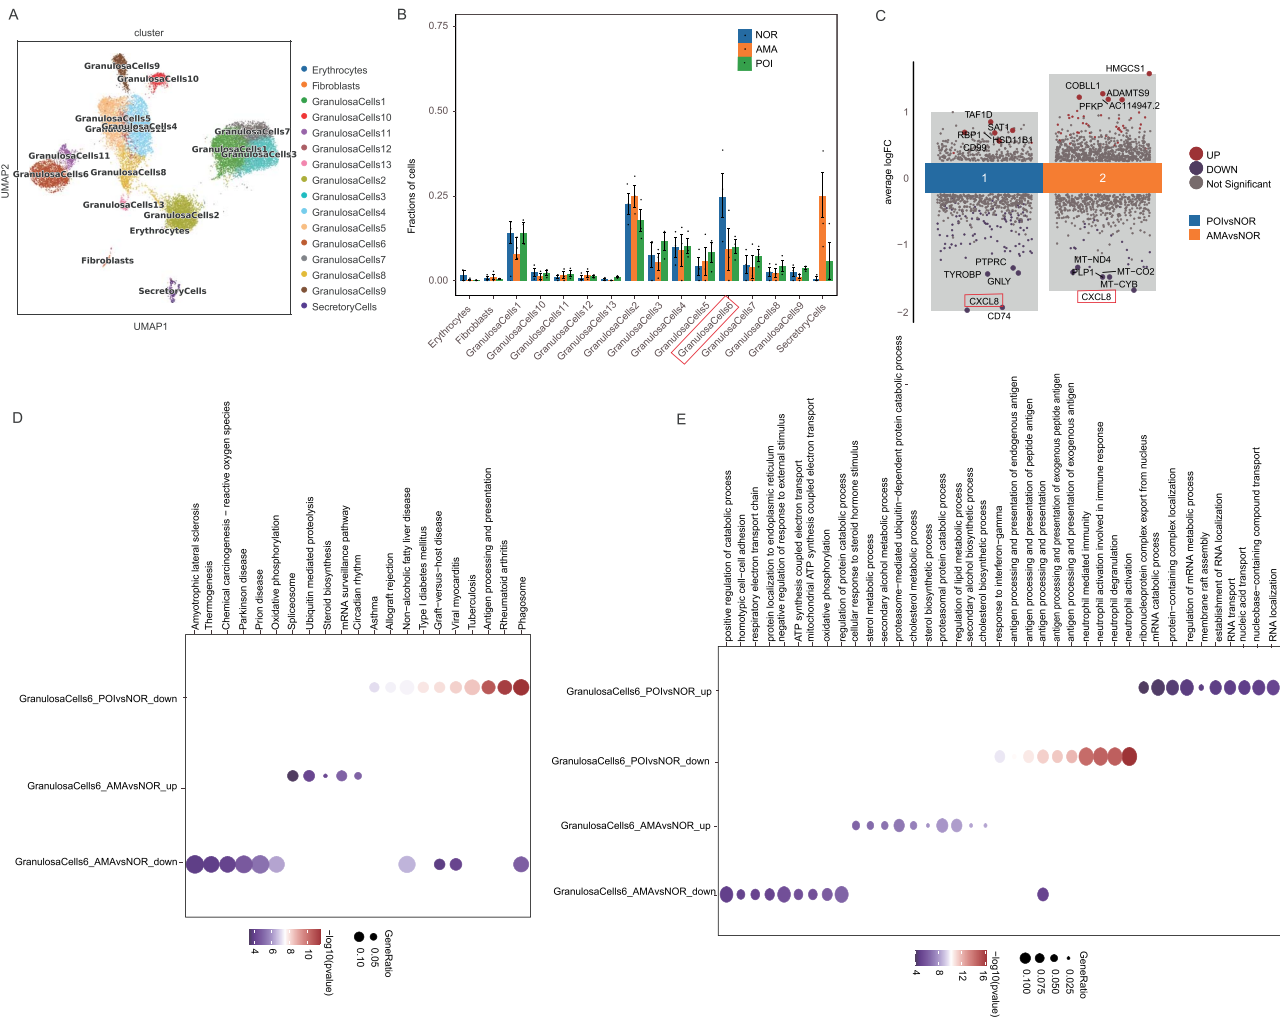 A
cluster
GranulosaCells9
GranulosaCells10
GranulosaCells5
GranulosaCells4
GranulosaCells7
GranulosaCells1
GranulosaCells3
GranulosaCells11
GranulosaCells6
GranulosaCells8
GranulosaCells13
GranulosaCells2
Erythrocytes
Fibroblasts
SecretoryCells
UMAP2
UMAP1
Erythrocytes
Fibroblasts
GranulosaCells1
GranulosaCells10
GranulosaCells11
GranulosaCells12
GranulosaCells13
GranulosaCells2
GranulosaCells3
GranulosaCells4
GranulosaCells5
GranulosaCells6
GranulosaCells7
GranulosaCells8
GranulosaCells9
SecretoryCells
B
Fractions of cells
0.75
0.50
0.25
0.00
NOR
AMA
POI
Erythrocytes
Fibroblasts
GranulosaCells1
GranulosaCells10
GranulosaCells11
GranulosaCells12
GranulosaCells13
GranulosaCells2
GranulosaCells3
GranulosaCells4
GranulosaCells5
GranulosaCells6
GranulosaCells7
GranulosaCells8
GranulosaCells9
SecretoryCells
C
average logFC
1
0
−1
−2
HMGCS1
COBLL1
ADAMTS9
PFKP
AC114947.2
TAF1D
SAT1
RBP1
HSD11B1
CD99
1
2
PTPRC
TYROBP
GNLY
CXCL8
CD74
MT−ND4
PLP1
MT−CO2
MT−CYB
CXCL8
UP
DOWN
Not Significant
POIvsNOR
AMAvsNOR
D
Amyotrophic lateral sclerosis
Thermogenesis
Chemical carcinogenesis − reactive oxygen species
Parkinson disease
Prion disease
Oxidative phosphorylation
Spliceosome
Ubiquitin mediated proteolysis
Steroid biosynthesis
mRNA surveillance pathway
Circadian rhythm
Asthma
Allograft rejection
Non−alcoholic fatty liver disease
Type I diabetes mellitus
Graft−versus−host disease
Viral myocarditis
Tuberculosis
Antigen processing and presentation
Rheumatoid arthritis
Phagosome
GranulosaCells6_POIvsNOR_down
GranulosaCells6_AMAvsNOR_up
GranulosaCells6_AMAvsNOR_down
−log10(pvalue)
4
6
8
10
GeneRatio
0.05
0.10
E
positive regulation of catabolic process
homotypic cell−cell adhesion
respiratory electron transport chain
protein localization to endoplasmic reticulum
negative regulation of response to external stimulus
ATP synthesis coupled electron transport
mitochondrial ATP synthesis coupled electron transport
oxidative phosphorylation
regulation of protein catabolic process
cellular response to steroid hormone stimulus
sterol metabolic process
secondary alcohol metabolic process
proteasome−mediated ubiquitin−dependent protein catabolic process
cholesterol metabolic process
sterol biosynthetic process
proteasomal protein catabolic process
regulation of lipid metabolic process
secondary alcohol biosynthetic process
cholesterol biosynthetic process
response to interferon−gamma
antigen processing and presentation of endogenous antigen
antigen processing and presentation of peptide antigen
antigen processing and presentation
antigen processing and presentation of exogenous peptide antigen
antigen processing and presentation of exogenous antigen
neutrophil mediated immunity
neutrophil activation involved in immune response
neutrophil degranulation
neutrophil activation
ribonucleoprotein complex export from nucleus
mRNA catabolic process
protein−containing complex localization
regulation of mRNA metabolic process
membrane raft assembly
establishment of RNA localization
RNA transport
nucleic acid transport
nucleobase−containing compound transport
RNA localization
GranulosaCells6_POIvsNOR_up
GranulosaCells6_POIvsNOR_down
GranulosaCells6_AMAvsNOR_up
GranulosaCells6_AMAvsNOR_down
−log10(pvalue)
4
8
12
16
GeneRatio
0.025
0.050
0.075
0.100